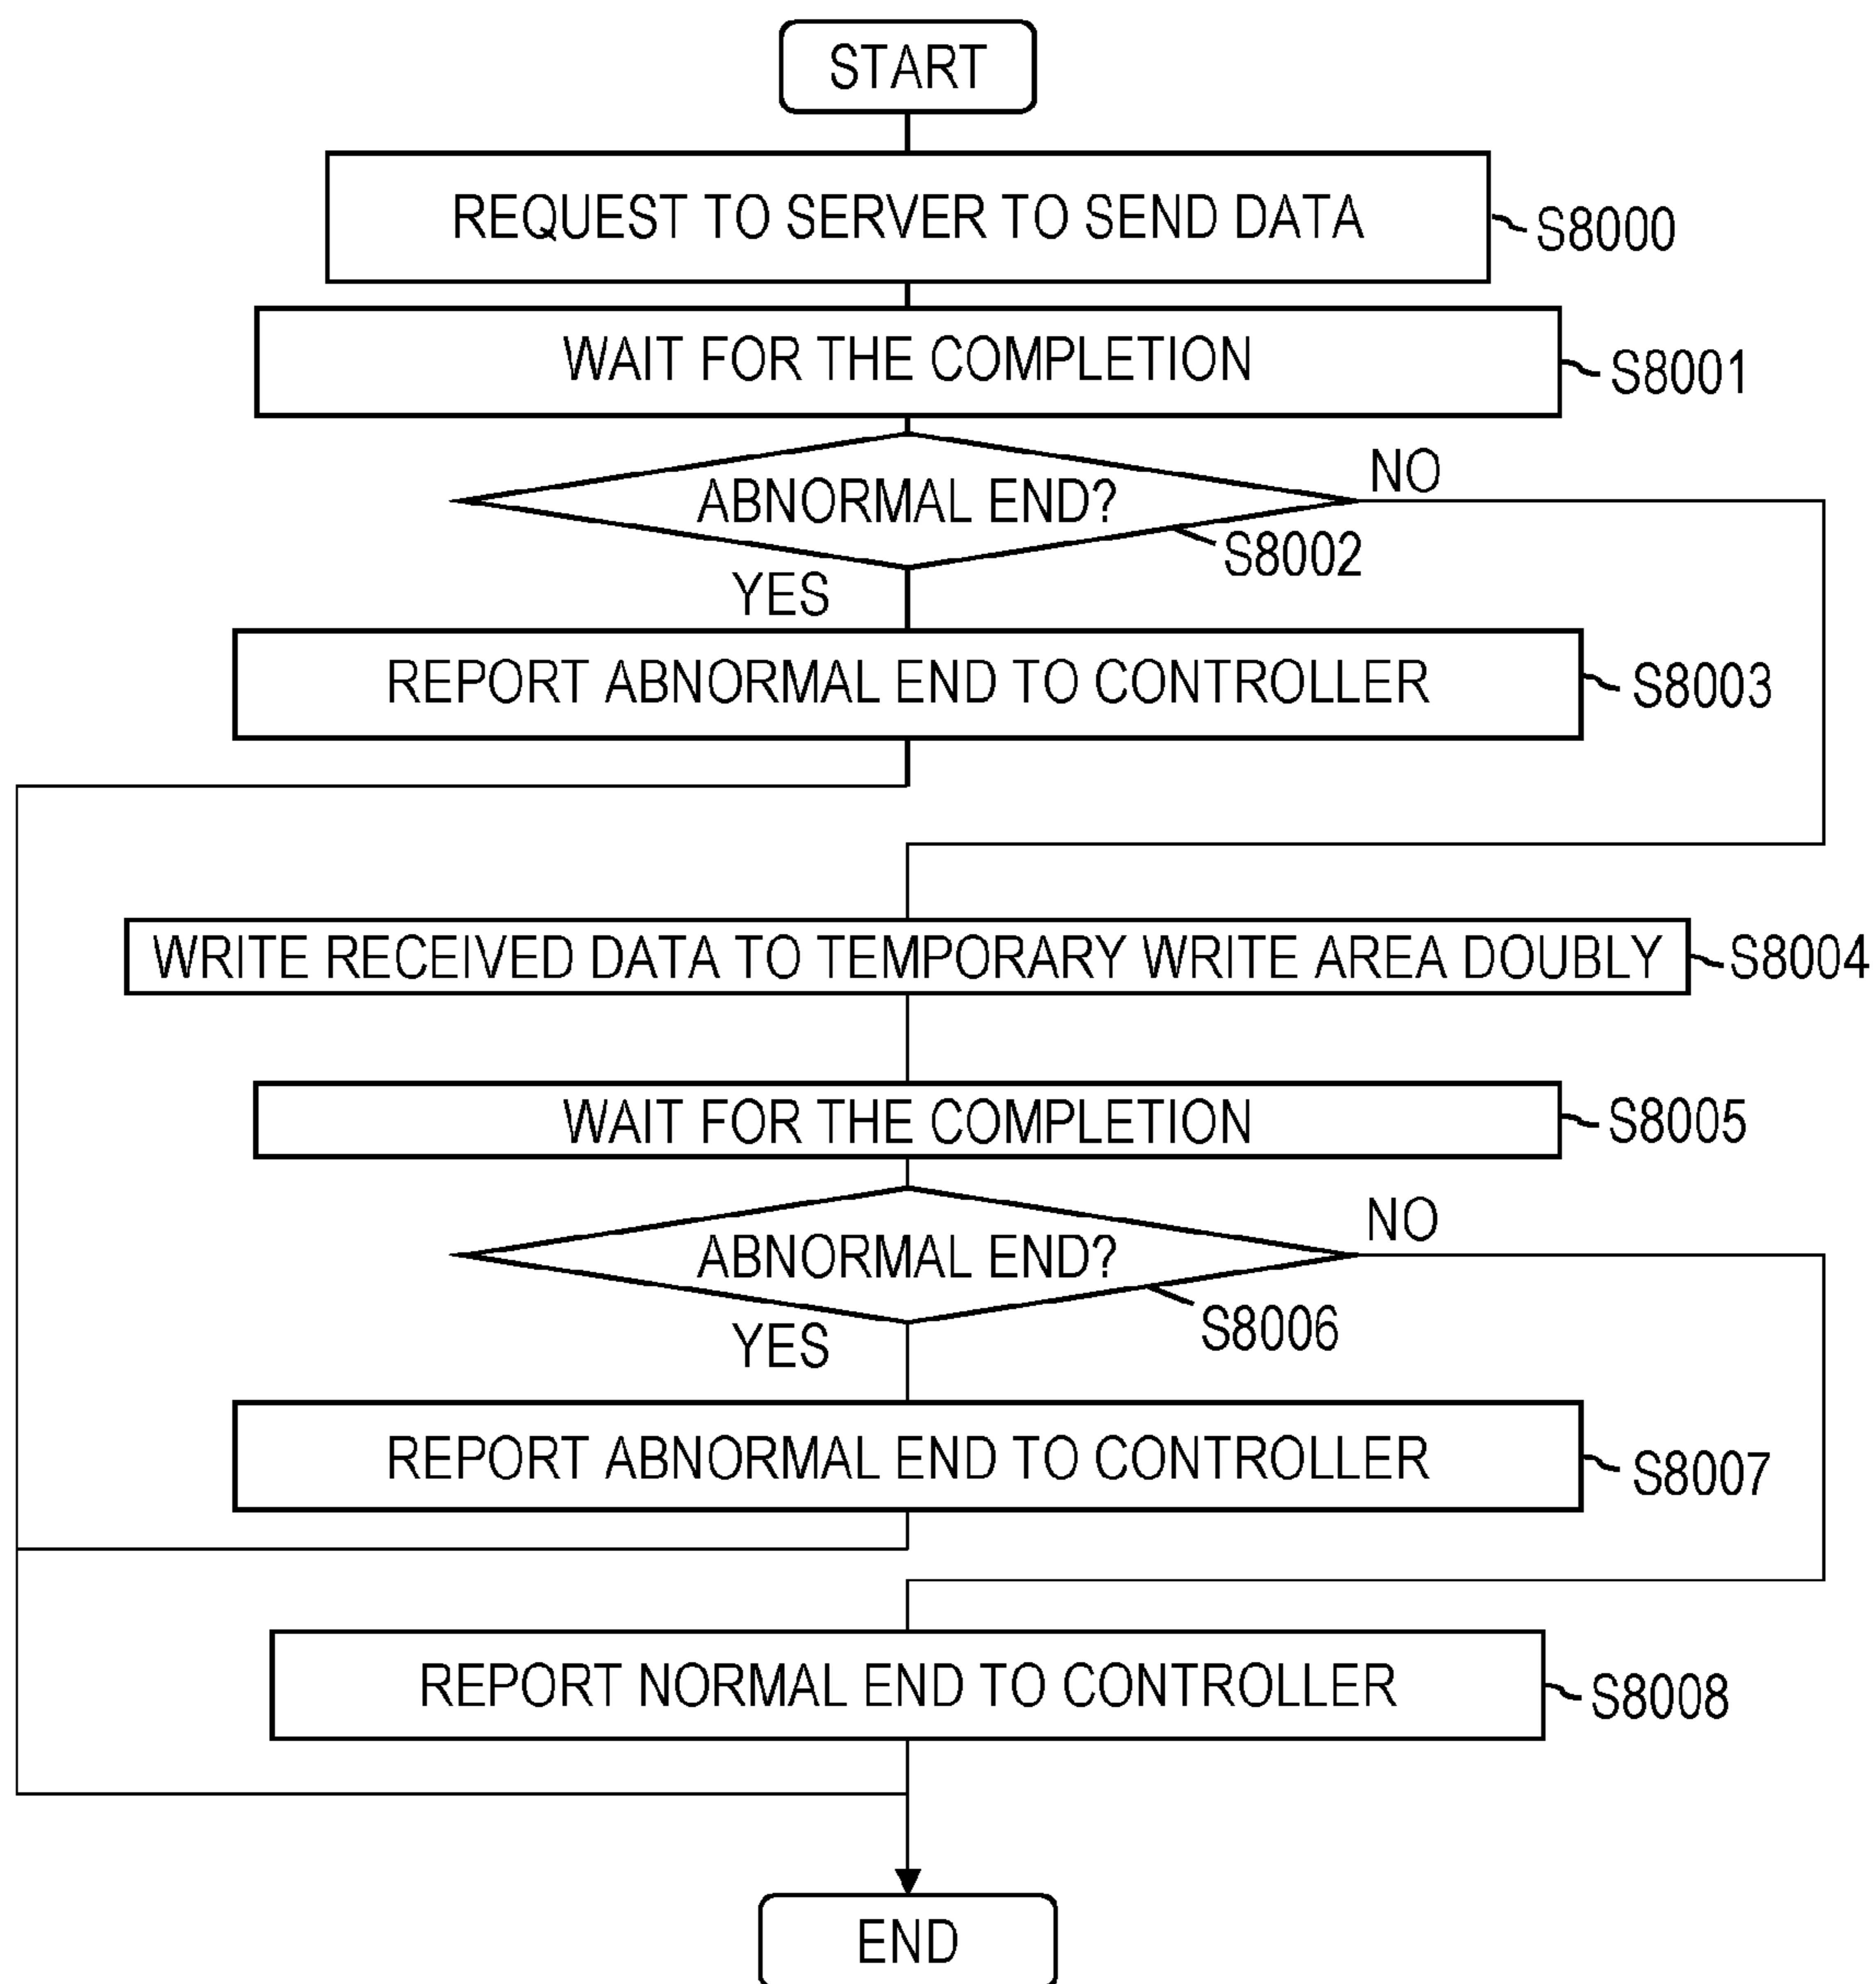 START
REQUEST TO SERVER TO SEND DATA
S8000
WAIT FOR THE COMPLETION
S8001
ABNORMAL END?
NO
S8002
YES
REPORT ABNORMAL END TO CONTROLLER
S8003
WRITE RECEIVED DATA TO TEMPORARY WRITE AREA DOUBLY
S8004
WAIT FOR THE COMPLETION
S8005
ABNORMAL END?
NO
S8006
YES
REPORT ABNORMAL END TO CONTROLLER
S8007
REPORT NORMAL END TO CONTROLLER
S8008
END